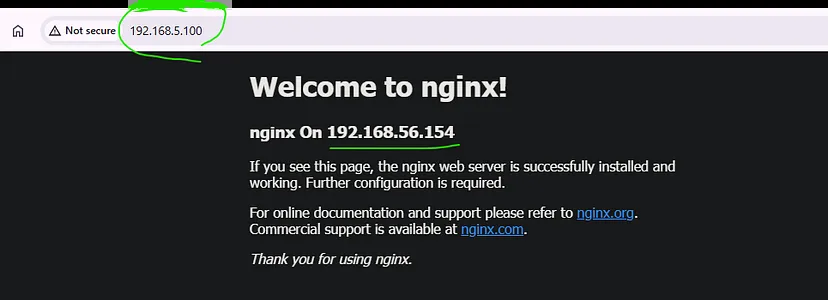 Not secure 192.168.5.100
Welcome to nginx!
nginx On 192.168.56.154
If you see this page, the nginx web server is successfully installed and
working. Further configuration is required.
For online documentation and support please refer to nginx.org.
Commercial support is available at nginx.com.
Thank you for using nginx.